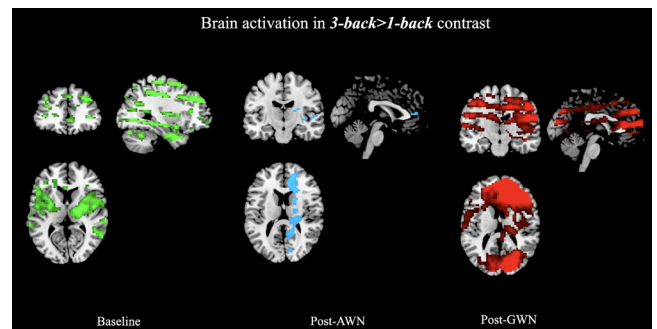 Brain activation in 3-back>1-back contrast
Baseline
Post-AWN
Post-GWN